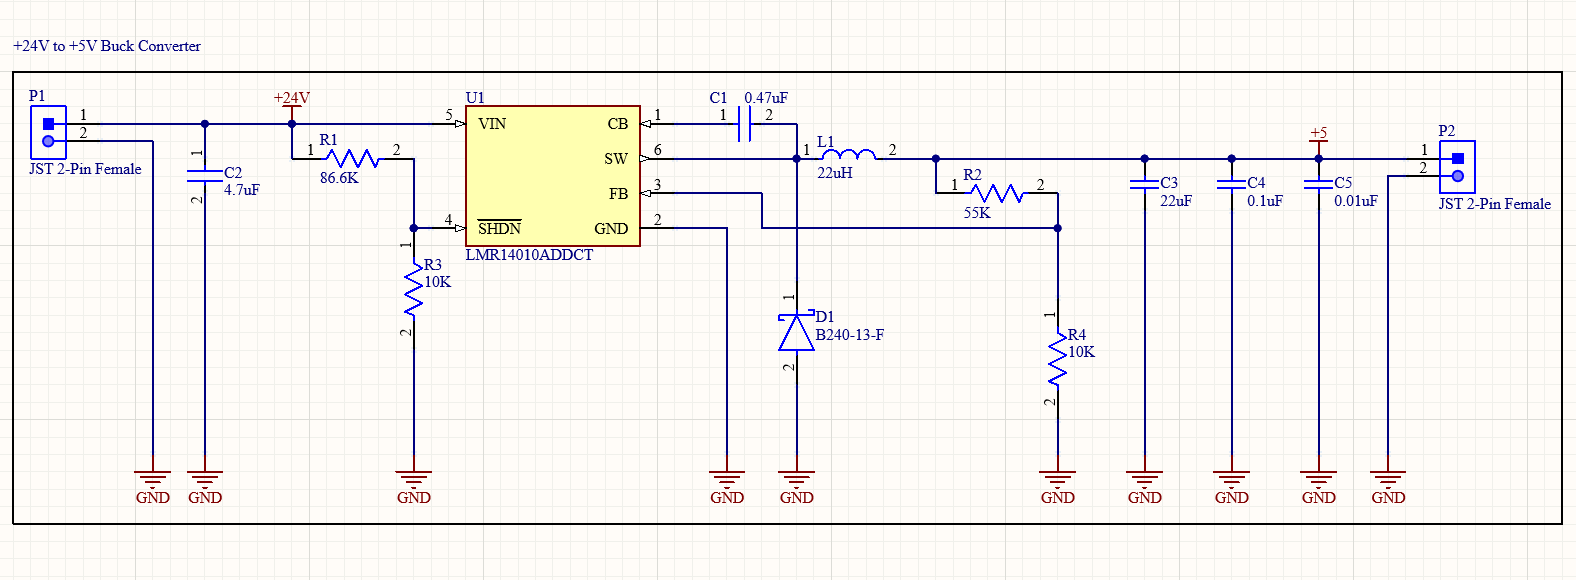 +24V to +5V Buck Converter
P1
1
2
JST 2-Pin Female
+24V
1
C2
4.7uF
2
R1
1
2
86.6K
U1
5
VIN
CB
1
SW
6
FB
3
4
SHDN
GND
2
LMR14010ADDCT
1
R3
10K
2
C1
0.47uF
1
2
L1
1
2
22uH
R2
1
2
55K
1
D1
B240-13-F
2
1
R4
10K
2
C3
22uF
C4
0.1uF
+5
C5
0.01uF
P2
1
2
JST 2-Pin Female
GND
GND
GND
GND
GND
GND
GND
GND
GND
GND